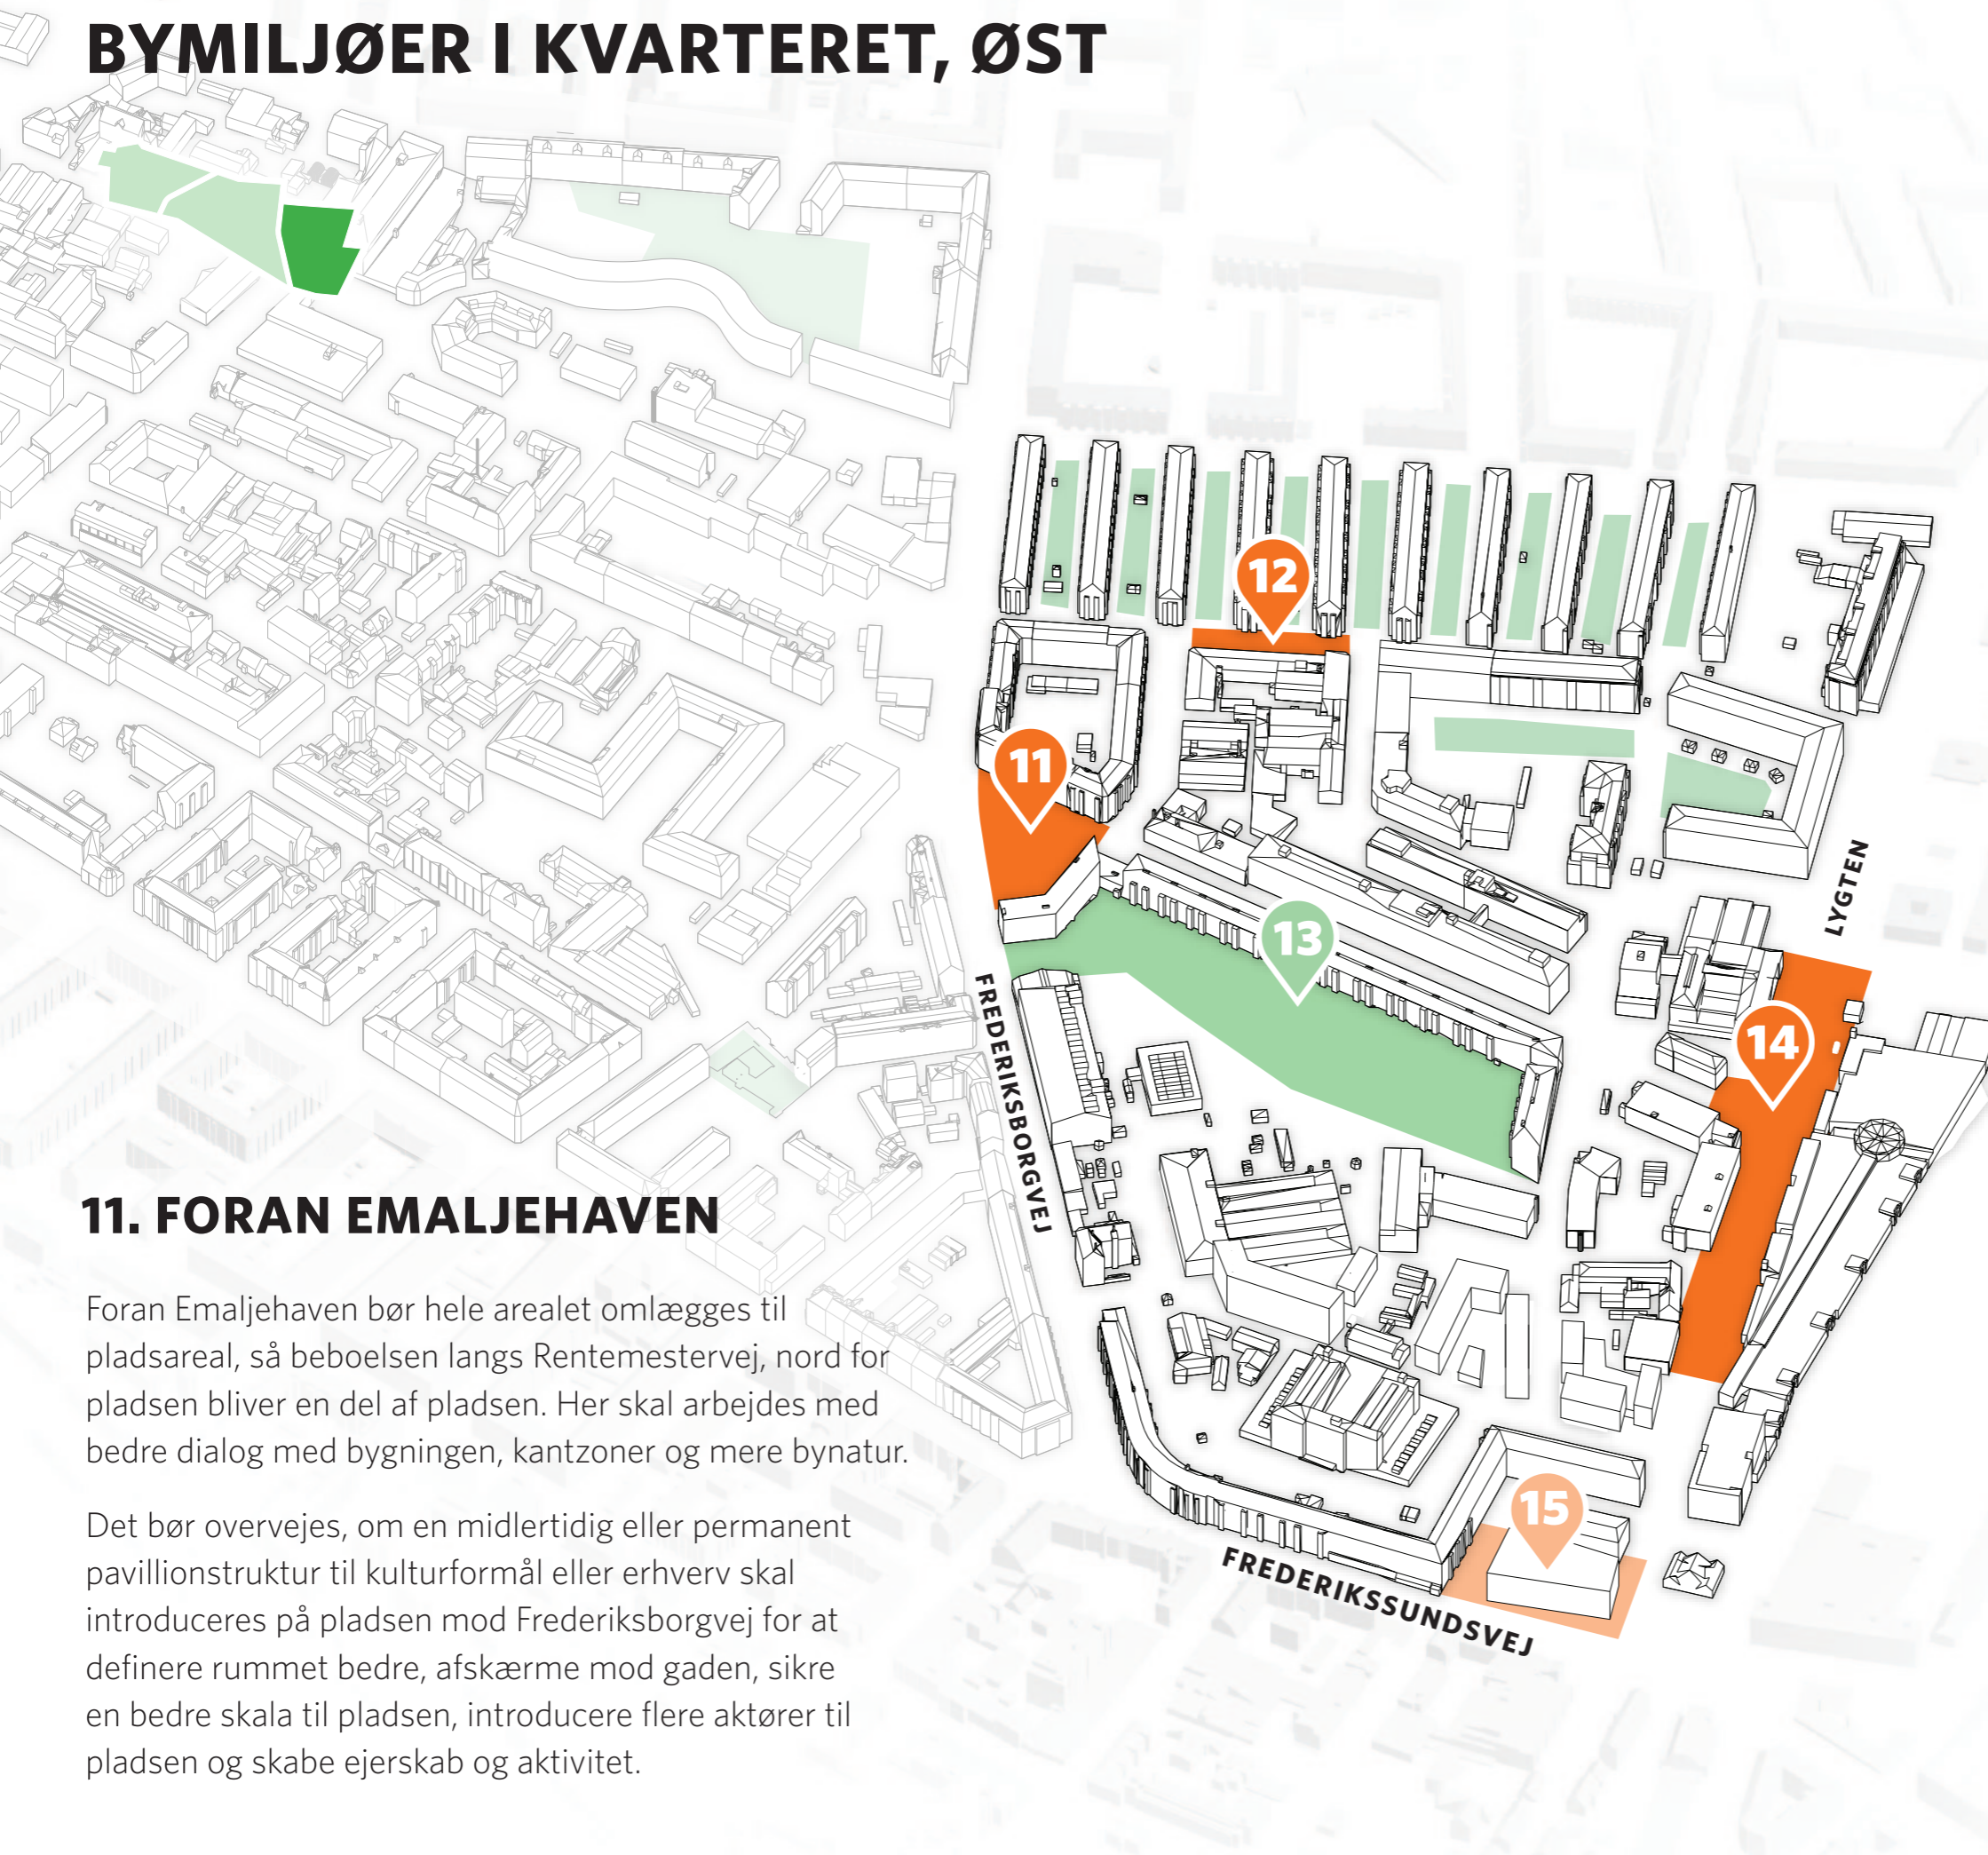 BYMILJØER I KVARTERET, ØST
12
11
13
LYGTEN
14
FREDERIKSBORGVEJ
15
FREDERIKSSUNDSVEJ
11. FORAN EMALJEHAVEN
Foran Emaljehaven bør hele arealet omlægges til
pladsareal, så beboelsen langs Rentemestervej, nord for
pladsen bliver en del af pladsen. Her skal arbejdes med
bedre dialog med bygningen, kantzoner og mere bynatur.
Det bør overvejes, om en midlertidig eller permanent
pavillionstruktur til kulturformål eller erhverv skal
introduceres på pladsen mod Frederiksborgvej for at
definere rummet bedre, afskærme mod gaden, sikre
en bedre skala til pladsen, introducere flere aktører til
pladsen og skabe ejerskab og aktivitet.